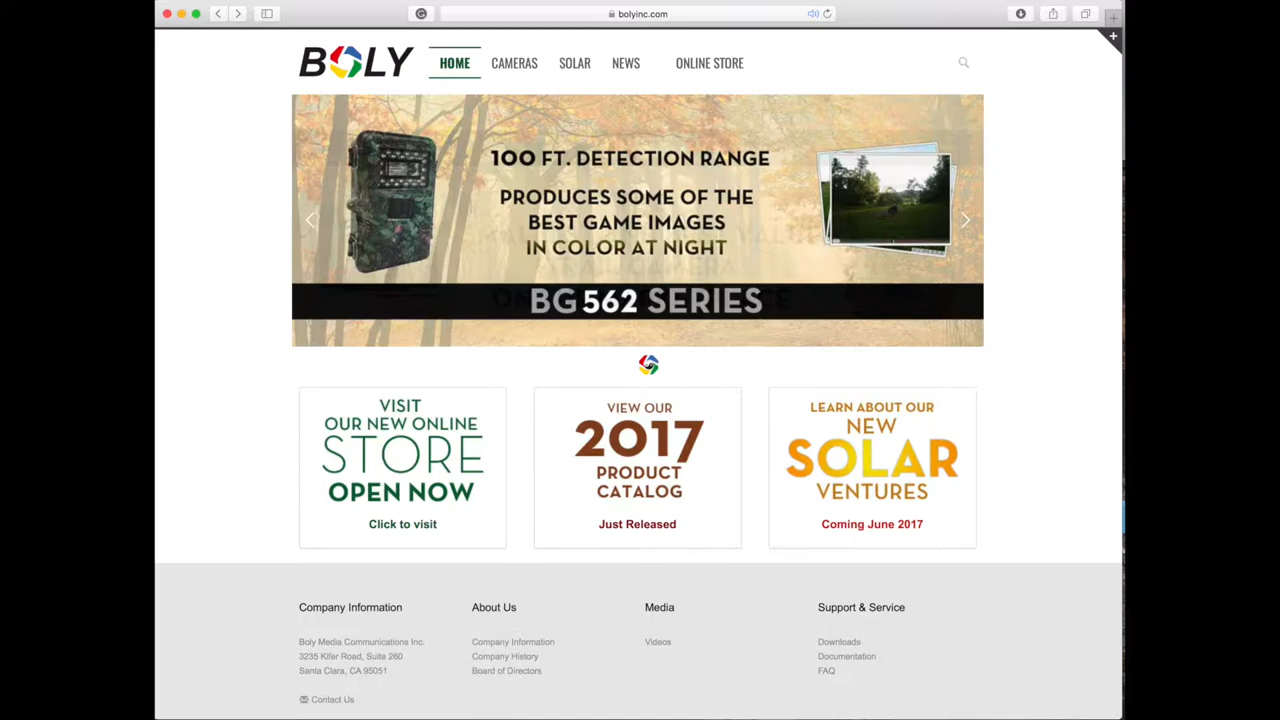 bolyinc.com
BOLY
HOME CAMERAS SOLAR NEWS ONLINE STORE
100 FT. DETECTION RANGE
PRODUCES SOME OF THE
BEST GAME IMAGES
IN COLOR AT NIGHT
BG562 SERIES
VISIT
OUR NEW ONLINE
STORE
OPEN NOW
Click to visit
VIEW OUR
2017
PRODUCT
CATALOG
Just Released
LEARN ABOUT OUR
NEW
SOLAR
VENTURES
Coming June 2017
Company Information
Boly Media Communications Inc.
3235 Kifer Road, Suite 260
Santa Clara, CA 95051
Contact Us
About Us
Company Information
Company History
Board of Directors
Media
Videos
Support & Service
Downloads
Documentation
FAQ